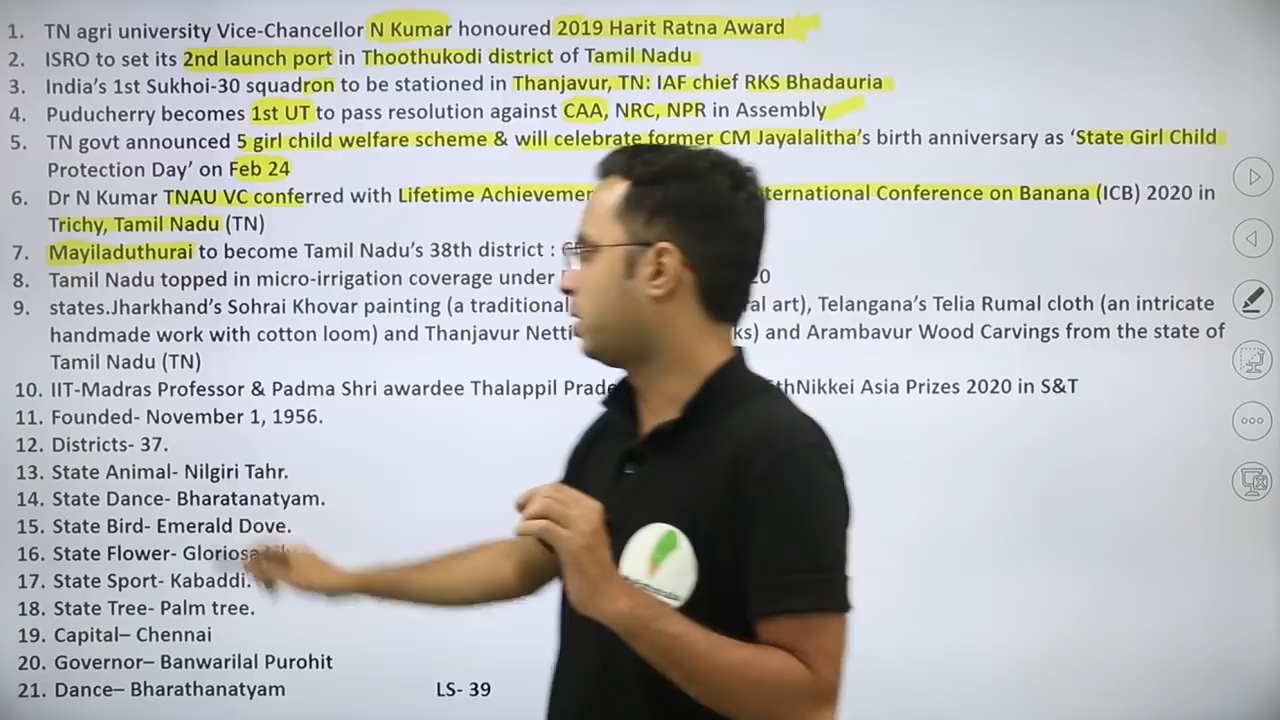 1. TN agri university Vice-Chancellor N Kumar honoured 2019 Harit Ratna Award
2. ISRO to set its 2nd launch port in Thoothukodi district of Tamil Nadu
3. India's 1st Sukhoi-30 squadron to be stationed in Thanjavur, TN: IAF chief RKS Bhadauria
4. Puducherry becomes 1st UT to pass resolution against CAA, NRC, NPR in Assembly
5. TN govt announced 5 girl child welfare scheme & will celebrate former CM Jayalalitha's birth anniversary as 'State Girl Child
Protection Day' on Feb 24
6. Dr N Kumar TNAU VC conferred with Lifetime International Conference on Banana (ICB) 2020 in
Trichy, Tamil Nadu (TN)
7. Mayiladuthurai to become Tamil Nadu's 38th district :
8. Tamil Nadu topped in micro-irrigation coverage under
9. states.Jharkhand's Sohrai Khovar painting (a traditional art), Telangana's Telia Rumal cloth (an intricate
handmade work with cotton loom) and Thanjavur and Arambavur Wood Carvings from the state of
Tamil Nadu (TN)
10. IIT-Madras Professor & Padma Shri awardee Thalappil Asia Prizes 2020 in S&T
11. Founded- November 1, 1956.
12. Districts- 37.
13. State Animal- Nilgiri Tahr.
14. State Dance- Bharatanatyam.
15. State Bird- Emerald Dove.
16. State Flower-
17. State Sport- Kabaddi.
18. State Tree- Palm tree.
19. Capital– Chennai
20. Governor– Banwarilal Purohit
21. Dance– Bharathanatyam LS- 39